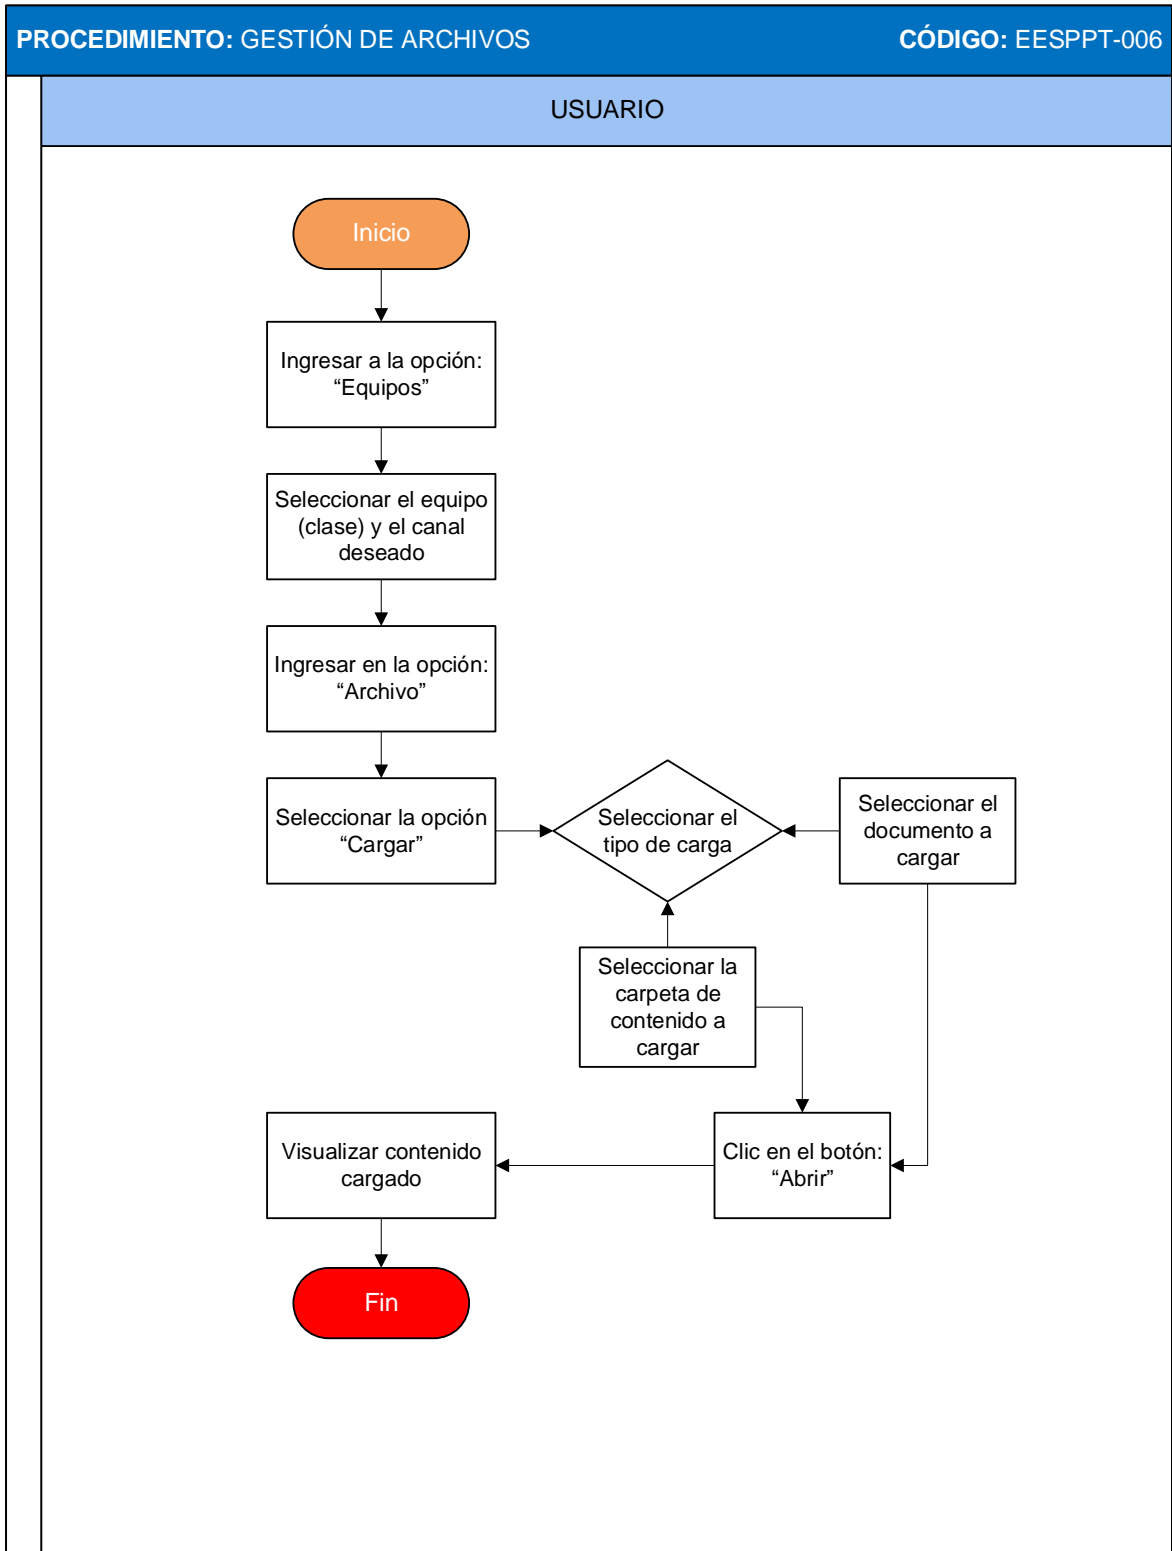 PROCEDIMIENTO: GESTIÓN DE ARCHIVOS CÓDIGO: EESPPT-006
USUARIO
Inicio
Ingresar a la opción:
“Equipos”
Seleccionar el equipo
(clase) y el canal
deseado
Ingresar en la opción:
“Archivo”
Seleccionar la opción
“Cargar”
Seleccionar el
tipo de carga
Seleccionar el
documento a
cargar
Seleccionar la
carpeta de
contenido a
cargar
Clic en el botón:
“Abrir”
Visualizar contenido
cargado
Fin